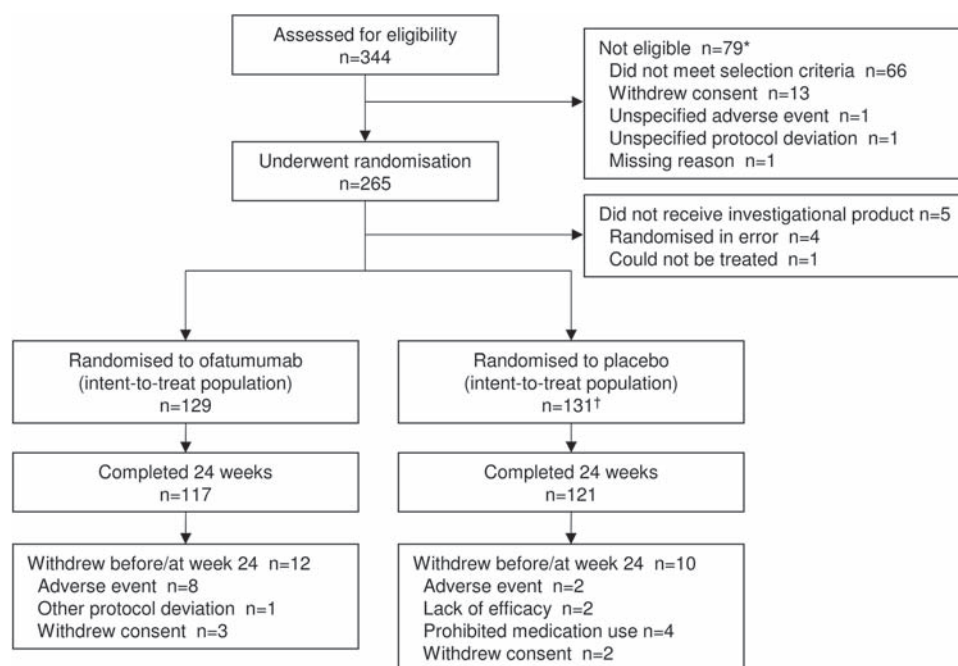 Assessed for eligibility
n=344
Not eligible n=79*
Did not meet selection criteria n=66
Withdrew consent n=13
Unspecified adverse event n=1
Unspecified protocol deviation n=1
Missing reason n=1
Underwent randomisation
n=265
Did not receive investigational product n=5
Randomised in error n=4
Could not be treated n=1
Randomised to ofatumumab
(intent-to-treat population)
n=129
Randomised to placebo
(intent-to-treat population)
n=131†
Completed 24 weeks
n=117
Completed 24 weeks
n=121
Withdrew before/at week 24 n=12
Adverse event n=8
Other protocol deviation n=1
Withdrew consent n=3
Withdrew before/at week 24 n=10
Adverse event n=2
Lack of efficacy n=2
Prohibited medication use n=4
Withdrew consent n=2